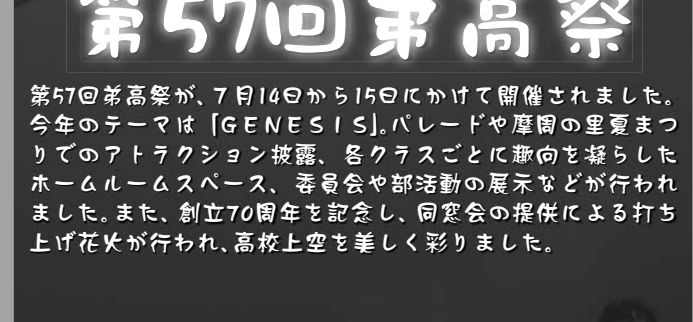 第57回弟高祭
第57回弟高祭が、７月14日から15日にかけて開催されました。
今年のテーマは「ＧＥＮＥＳＩＳ」。パレードや摩周の里夏まつ
りでのアトラクション披露、各クラスごとに趣向を凝らした
ホームルームスペース、委員会や部活動の展示などが行われ
ました。また、創立70周年を記念し、同窓会の提供による打ち
上げ花火が行われ、高校上空を美しく彩りました。